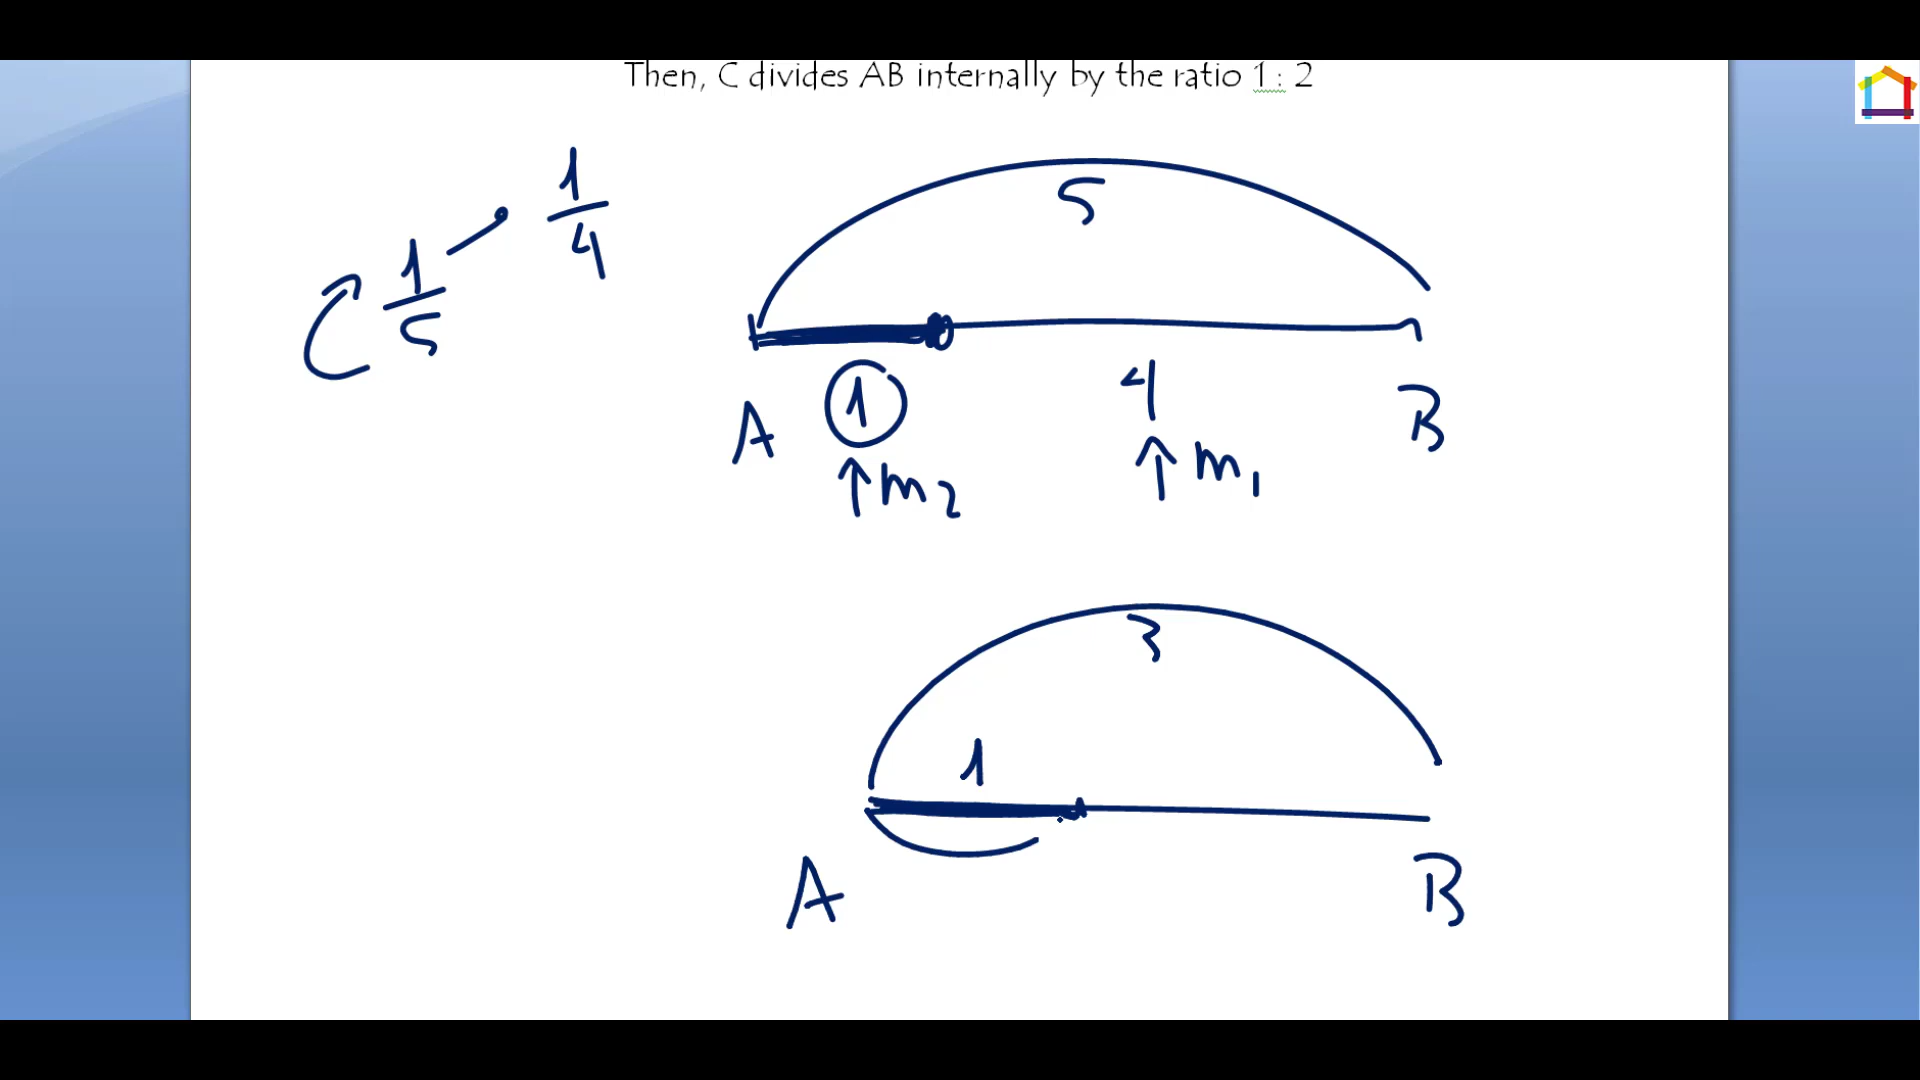 Then, C divides AB internally by the ratio 1 : 2
1/5
1/4
5
1
4
A
B
m2
m1
3
1
A
B